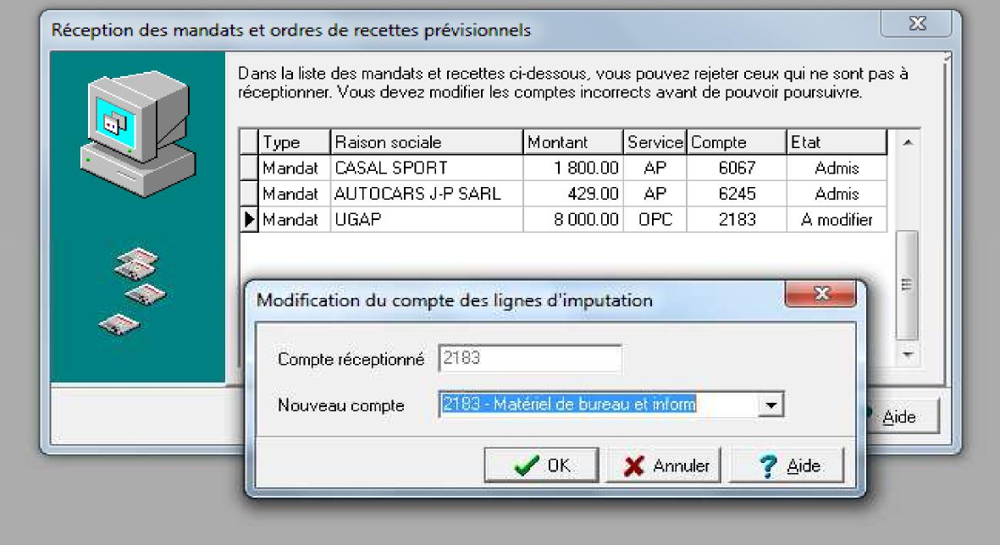 Réception des mandats et ordres de recettes prévisionnels
Dans la liste des mandats et recettes ci-dessous, vous pouvez rejeter ceux qui ne sont pas à
réceptionner. Vous devez modifier les comptes incorrects avant de pouvoir poursuivre.
Type Raison sociale Montant Service Compte Etat
Mandat CASAL SPORT 1 800.00 AP 6067 Admis
Mandat AUTOCARS J-P SARL 429.00 AP 6245 Admis
Mandat UGAP 8 000.00 OPC 2183 A modifier
Modification du compte des lignes d'imputation
Compte réceptionné 2183
Nouveau compte 2183 - Matériel de bureau et inform
Aide
OK Annuler ? Aide